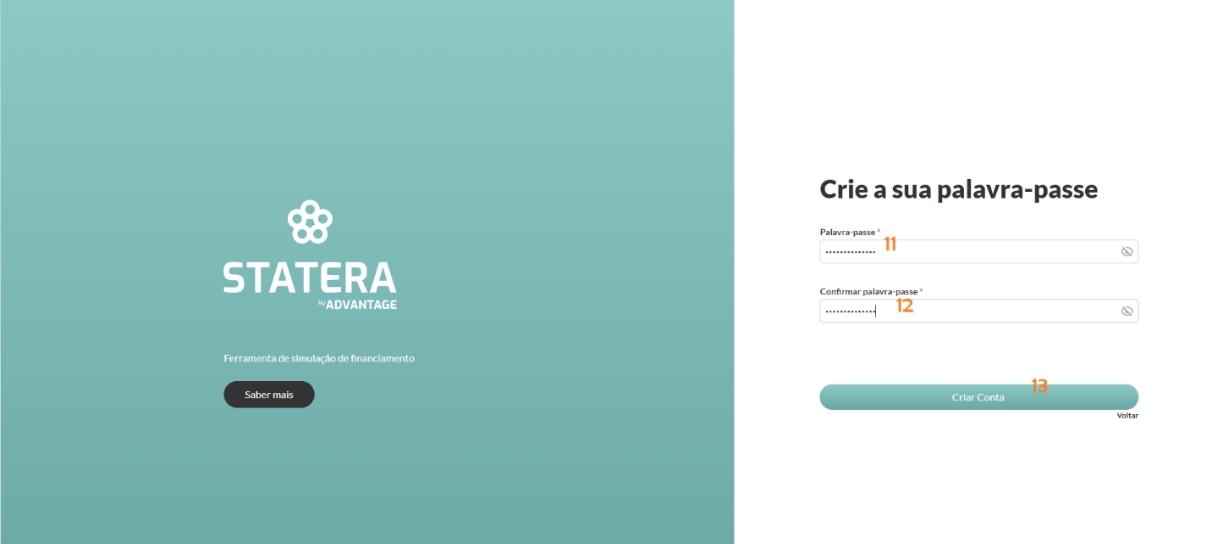 STATERA
by ADVANTAGE
Ferramenta de simulação de financiamento
Saber mais
Crie a sua palavra-passe
Palavra-passe *
11
••••••••••••••
Confirmar palavra-passe *
12
••••••••••••••
13
Criar Conta
Voltar